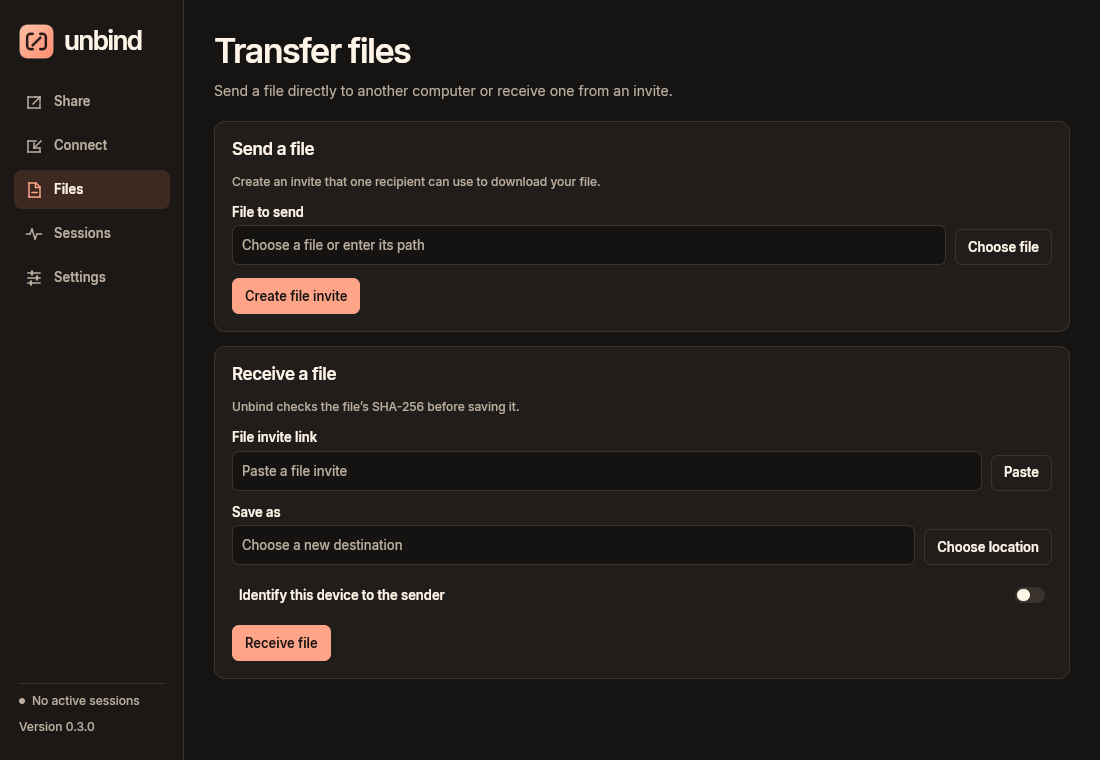 unbind
Share
Connect
Files
Sessions
Settings
No active sessions
Version 0.3.0
Transfer files
Send a file directly to another computer or receive one from an invite.
Send a file
Create an invite that one recipient can use to download your file.
File to send
Choose a file or enter its path
Choose file
Create file invite
Receive a file
Unbind checks the file’s SHA-256 before saving it.
File invite link
Paste a file invite
Paste
Save as
Choose a new destination
Choose location
Identify this device to the sender
Receive file